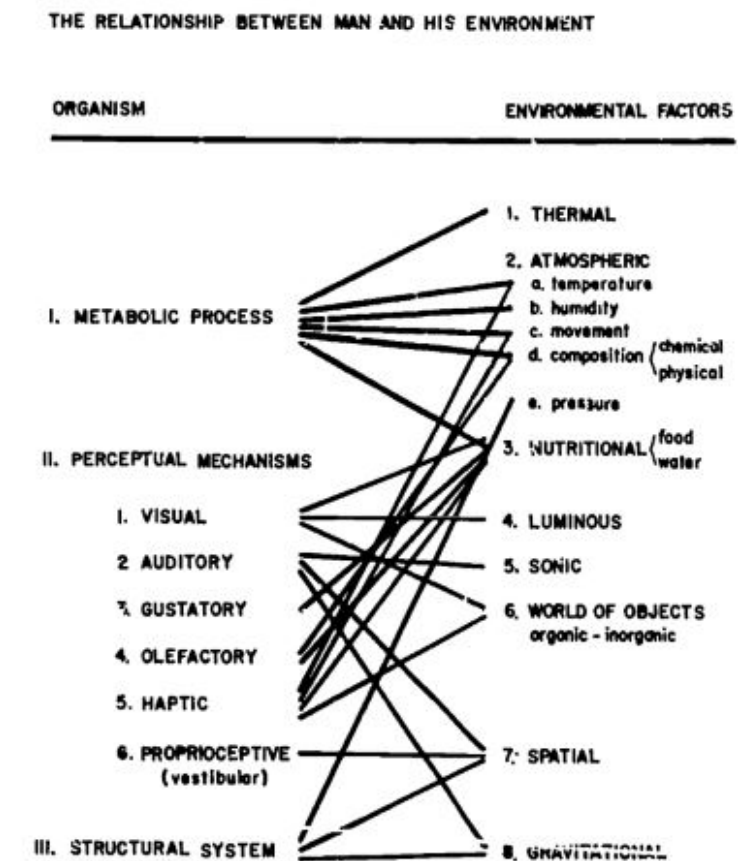 THE RELATIONSHIP BETWEEN MAN AND HIS ENVIRONMENT
ORGANISM
ENVIRONMENTAL FACTORS
I. METABOLIC PROCESS
II. PERCEPTUAL MECHANISMS
1. VISUAL
2 AUDITORY
3. GUSTATORY
4. OLEFACTORY
5. HAPTIC
6. PROPRIOCEPTIVE
(vestibular)
III. STRUCTURAL SYSTEM
1. THERMAL
2. ATMOSPHERIC
a. temperature
b. humidity
c. movement
d. composition chemical
physical
e. pressure
3. NUTRITIONAL food
water
4. LUMINOUS
5. SONIC
6. WORLD OF OBJECTS
organic - inorganic
7. SPATIAL
8. GRAVITATIONAL